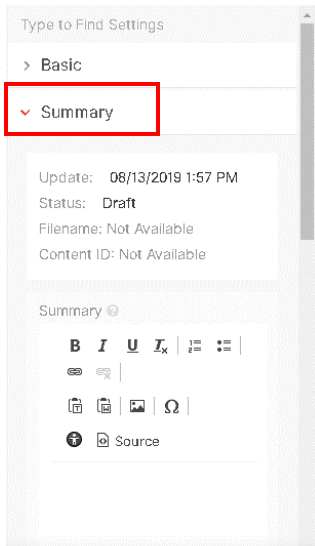 Type to Find Settings
Basic
Summary
Update: 08/13/2019 1:57 PM
Status: Draft
Filename: Not Available
Content ID: Not Available
Summary
B I U Tx
Source